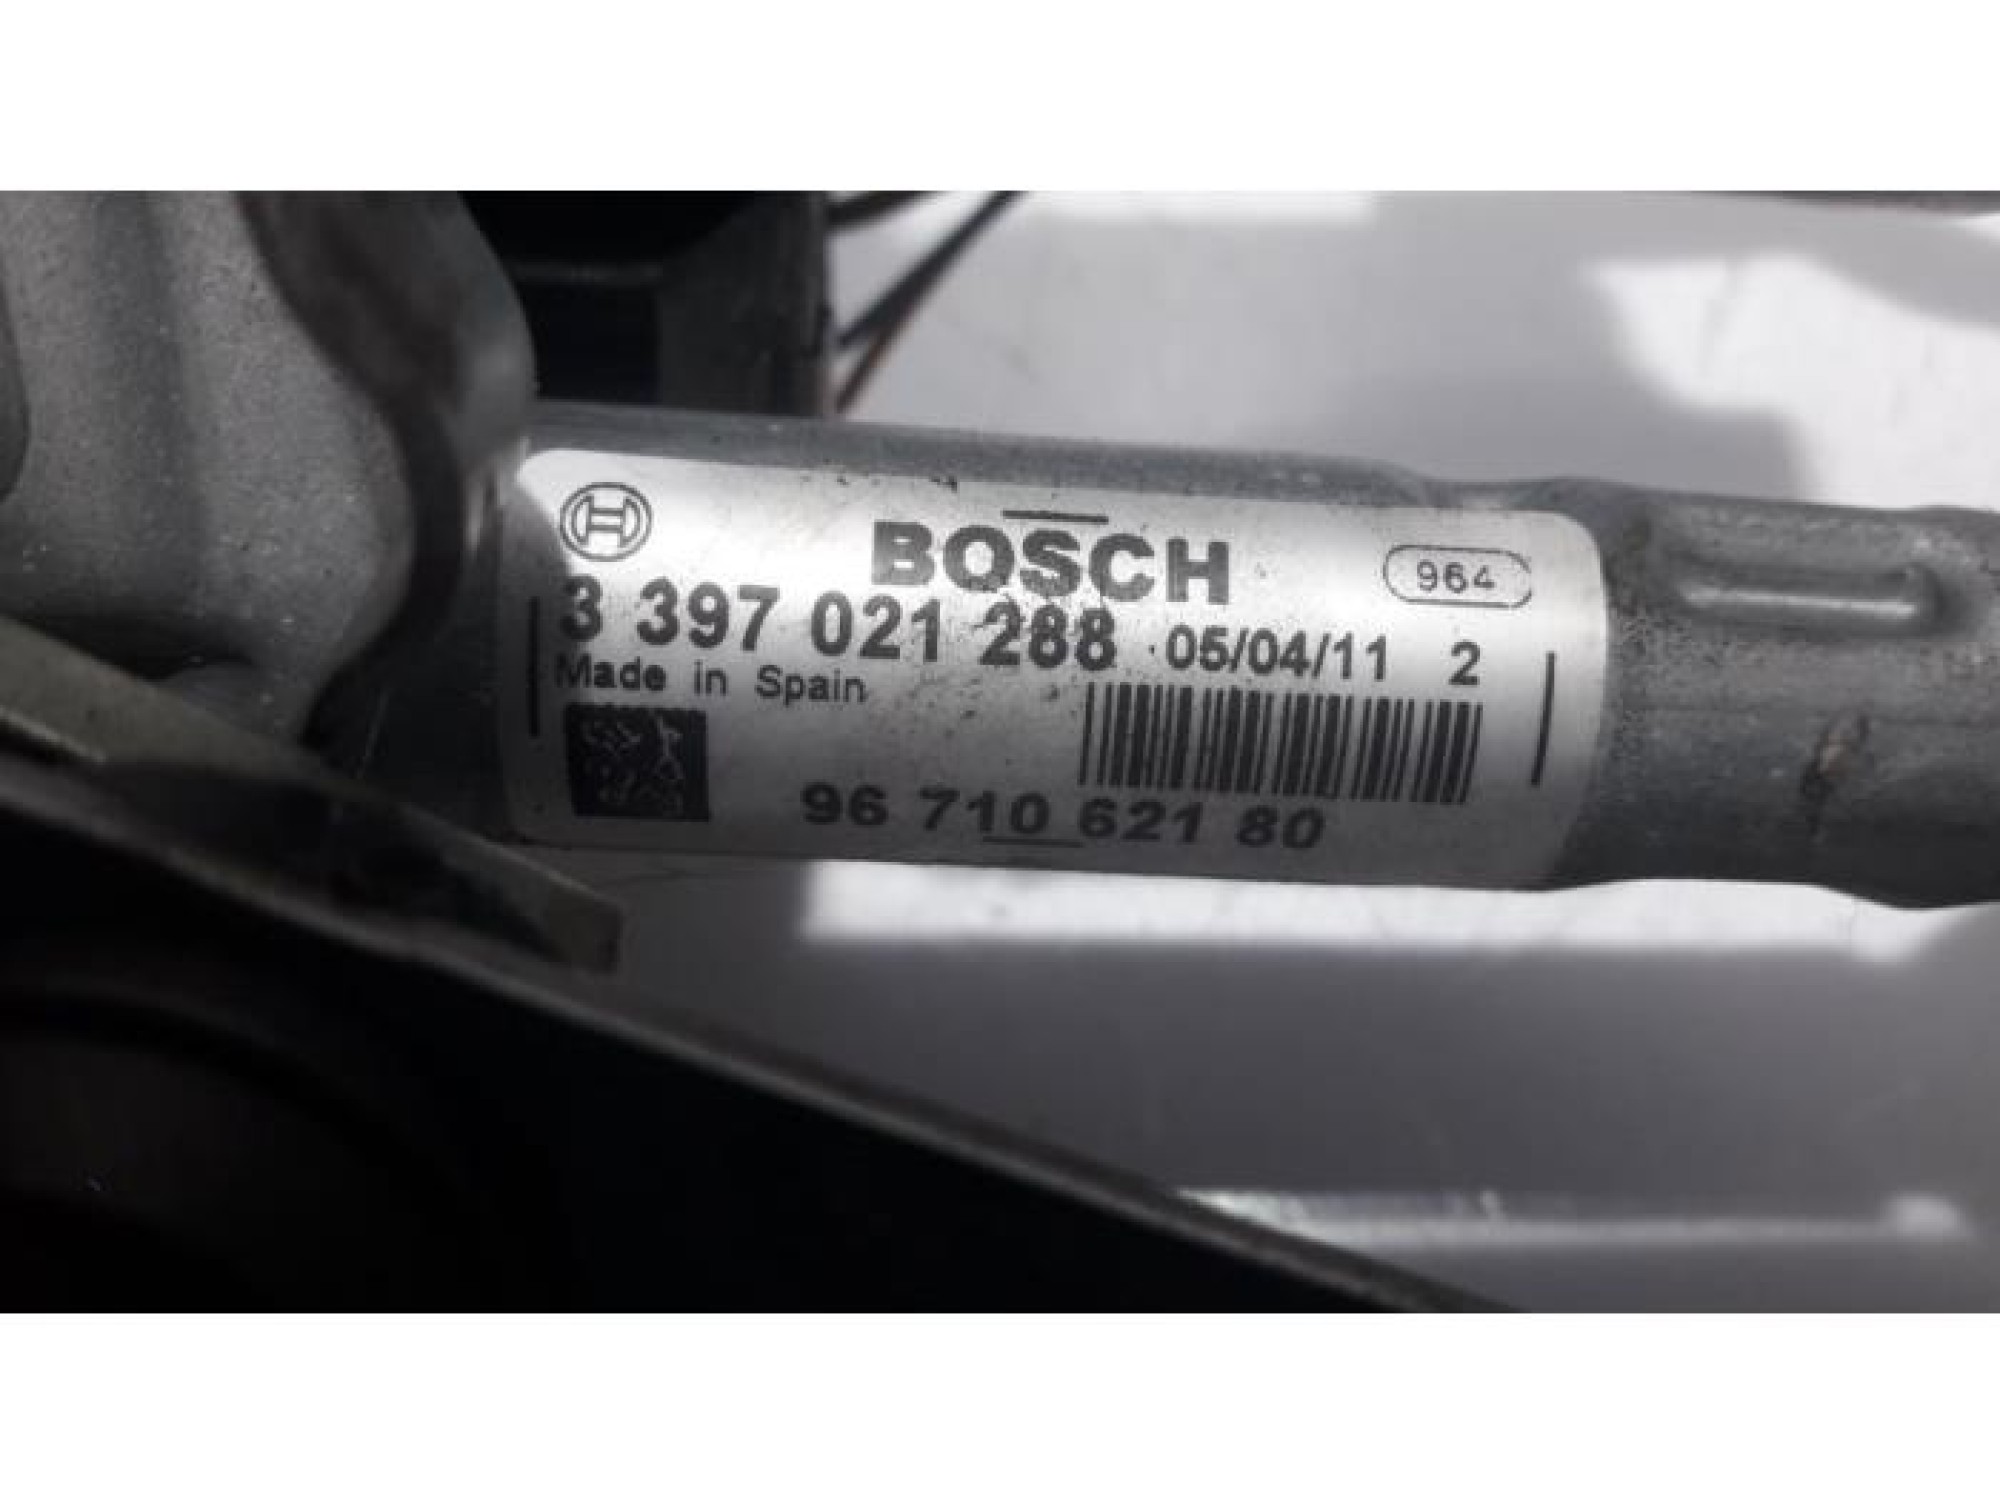 BOSCH 964
3 397 021 288 05/04/11 2
Made in Spain
96 710 621 80